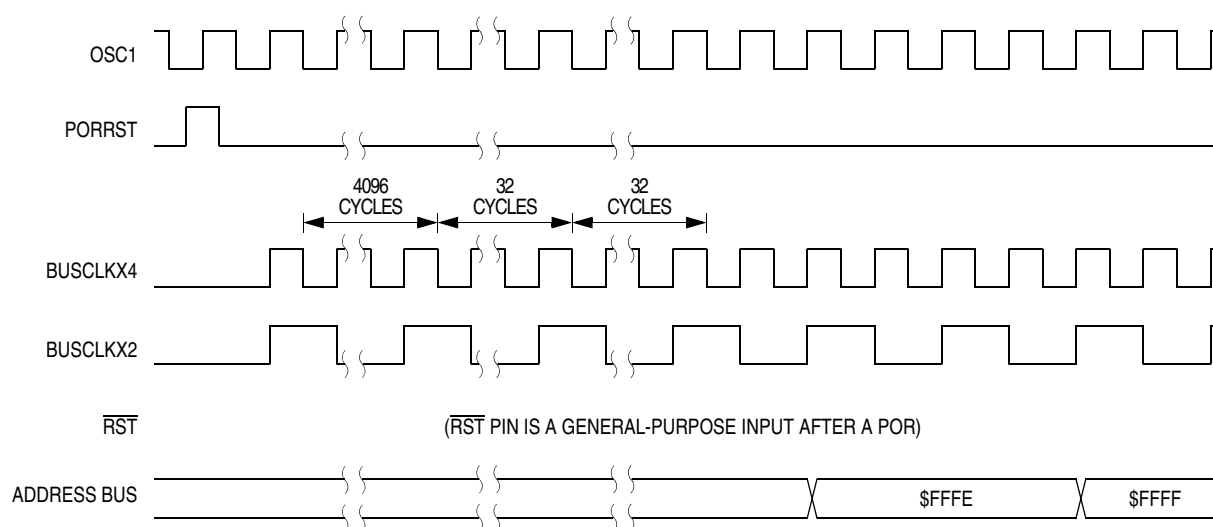 OSC1
PORRST
4096
CYCLES
32
CYCLES
32
CYCLES
BUSCLKX4
BUSCLKX2
RST
(RST PIN IS A GENERAL-PURPOSE INPUT AFTER A POR)
ADDRESS BUS
$FFFE
$FFFF